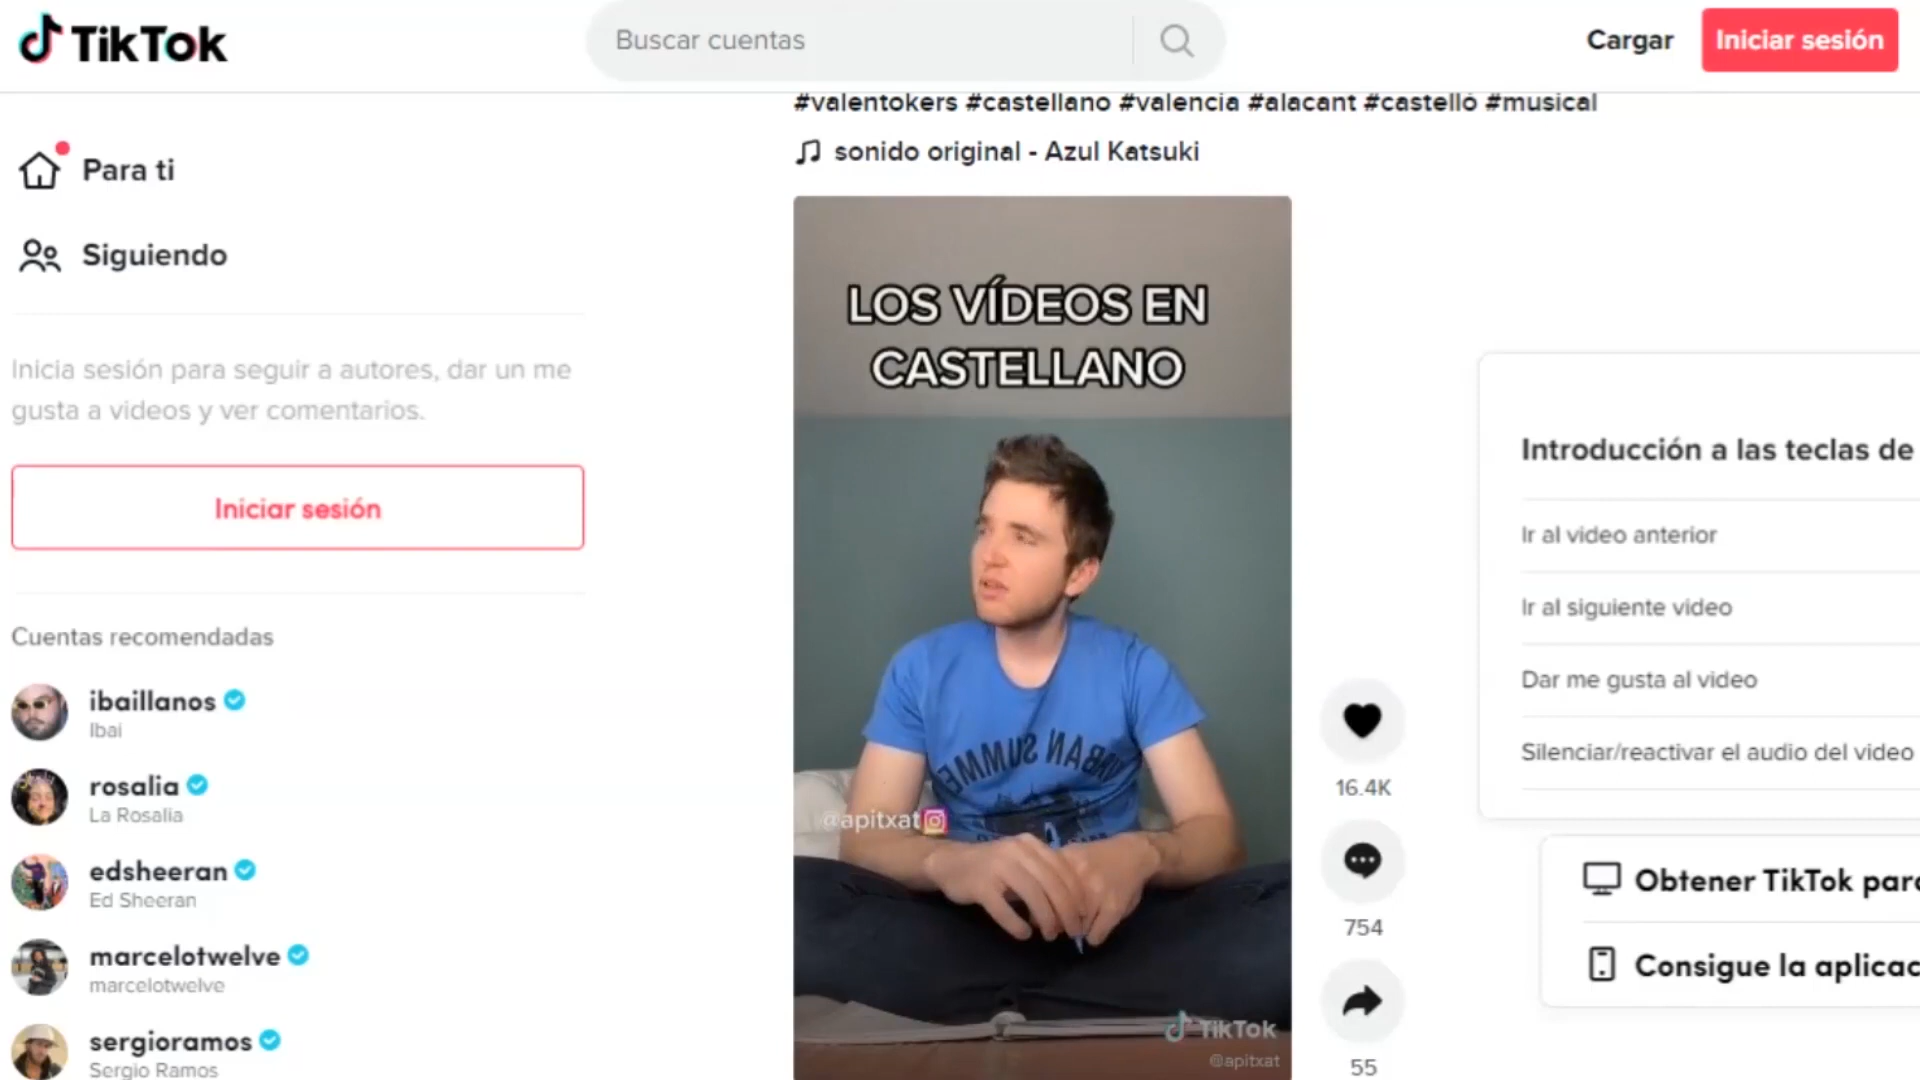 TikTok
Buscar cuentas
Cargar
Iniciar sesión
#valentokers #castellano #valencia #alacant #castelló #musical
sonido original - Azul Katsuki
Para ti
Siguiendo
Inicia sesión para seguir a autores, dar un me
gusta a videos y ver comentarios.
Iniciar sesión
Cuentas recomendadas
ibaillanos
Ibai
rosalia
La Rosalia
edsheeran
Ed Sheeran
marcelotwelve
marcelotwelve
sergioramos
Sergio Ramos
LOS VÍDEOS EN
CASTELLANO
@apitxat
TikTok
@apitxat
16.4K
754
55
Introducción a las teclas de
Ir al video anterior
Ir al siguiente video
Dar me gusta al video
Silenciar/reactivar el audio del video
Obtener TikTok para
Consigue la aplicac